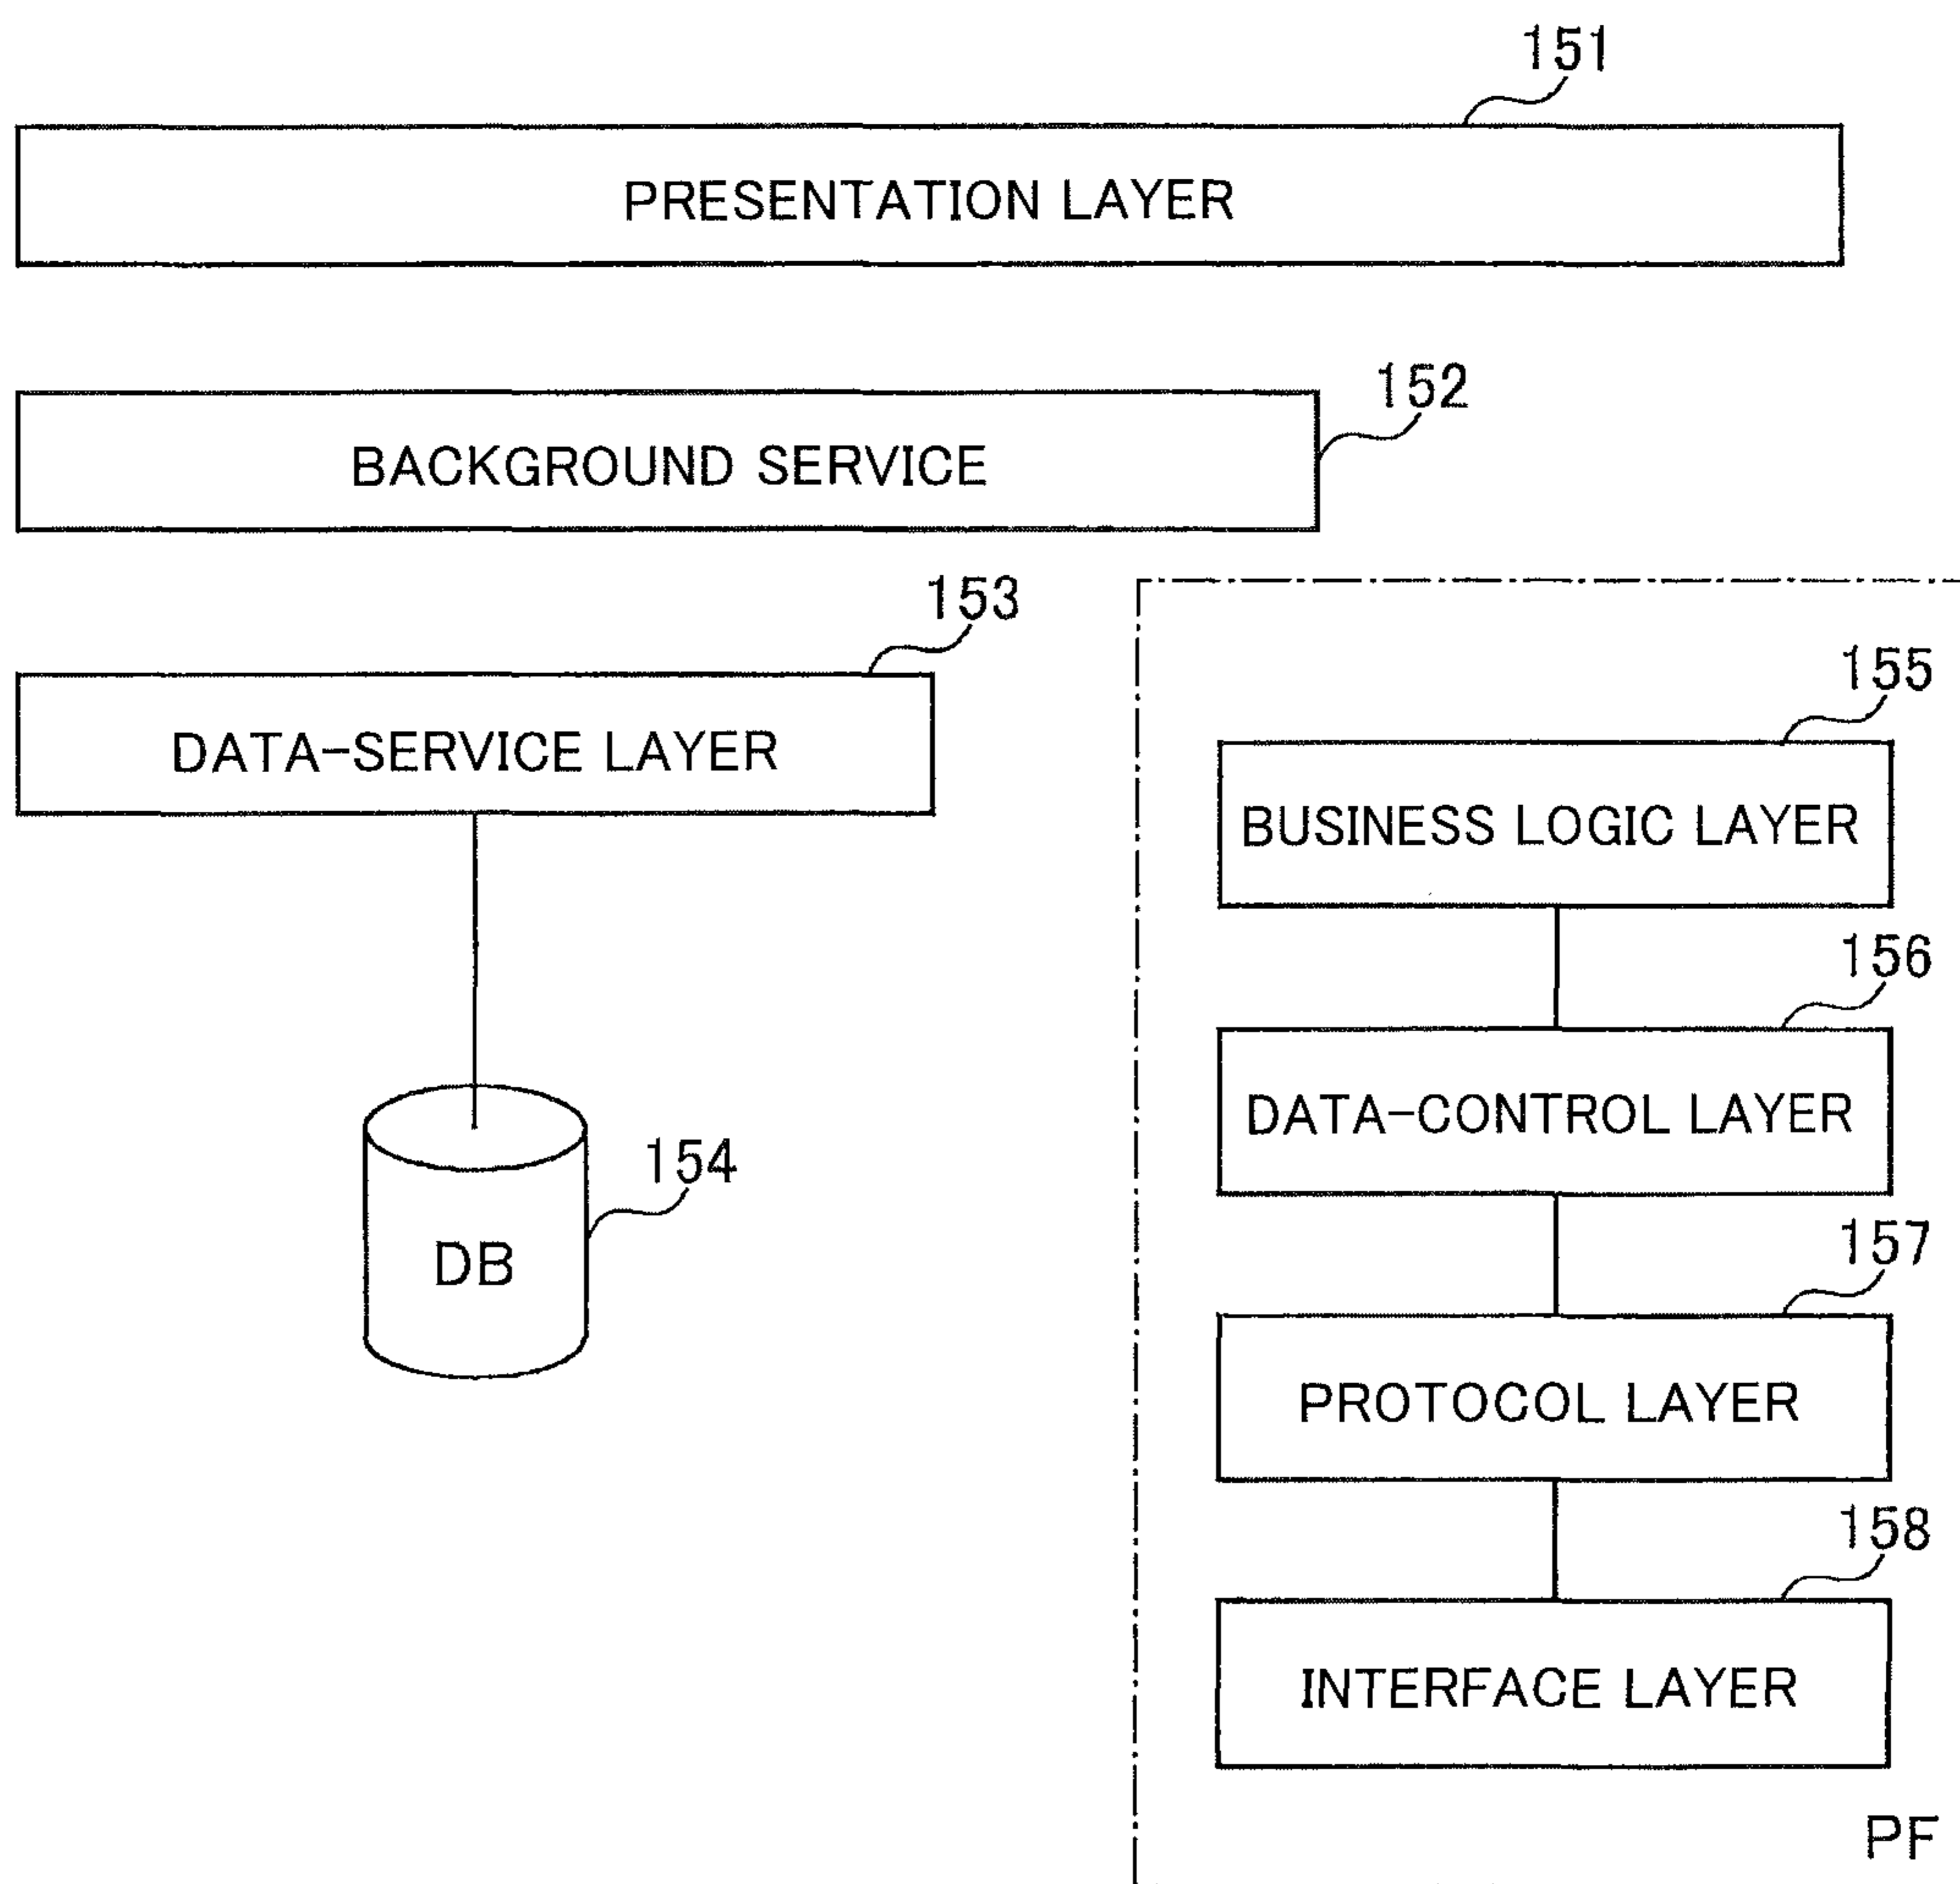 151
PRESENTATION LAYER
152
BACKGROUND SERVICE
153
DATA-SERVICE LAYER
155
BUSINESS LOGIC LAYER
156
DATA-CONTROL LAYER
154
DB
157
PROTOCOL LAYER
158
INTERFACE LAYER
PF